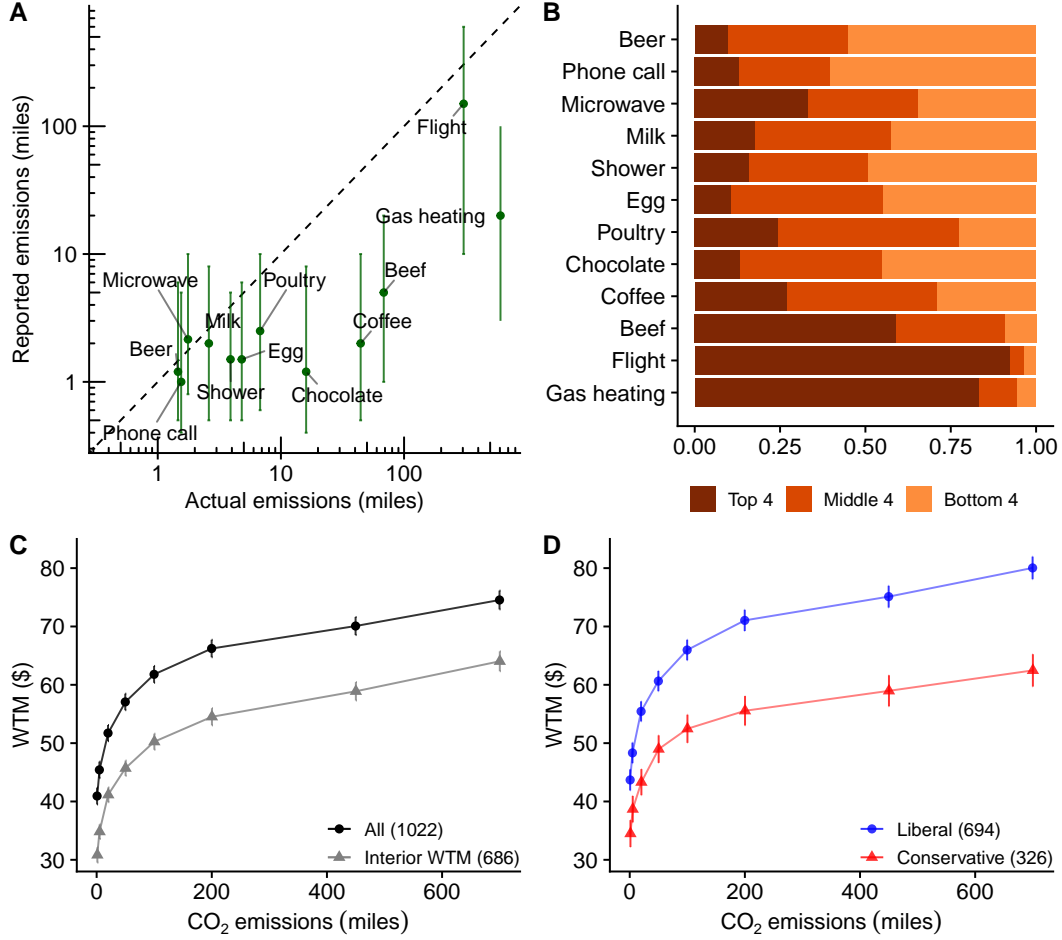 A
Reported emissions (miles)
100
10
1
Flight
Gas heating
Microwave
Poultry
Beef
Milk
Coffee
Beer
Egg
Shower
Chocolate
Phone call
1 10 100
Actual emissions (miles)
B
Beer
Phone call
Microwave
Milk
Shower
Egg
Poultry
Chocolate
Coffee
Beef
Flight
Gas heating
0.00 0.25 0.50 0.75 1.00
Top 4 Middle 4 Bottom 4
C
WTM ($)
80
70
60
50
40
30
All (1022)
Interior WTM (686)
0 200 400 600
CO₂ emissions (miles)
D
WTM ($)
80
70
60
50
40
30
Liberal (694)
Conservative (326)
0 200 400 600
CO₂ emissions (miles)